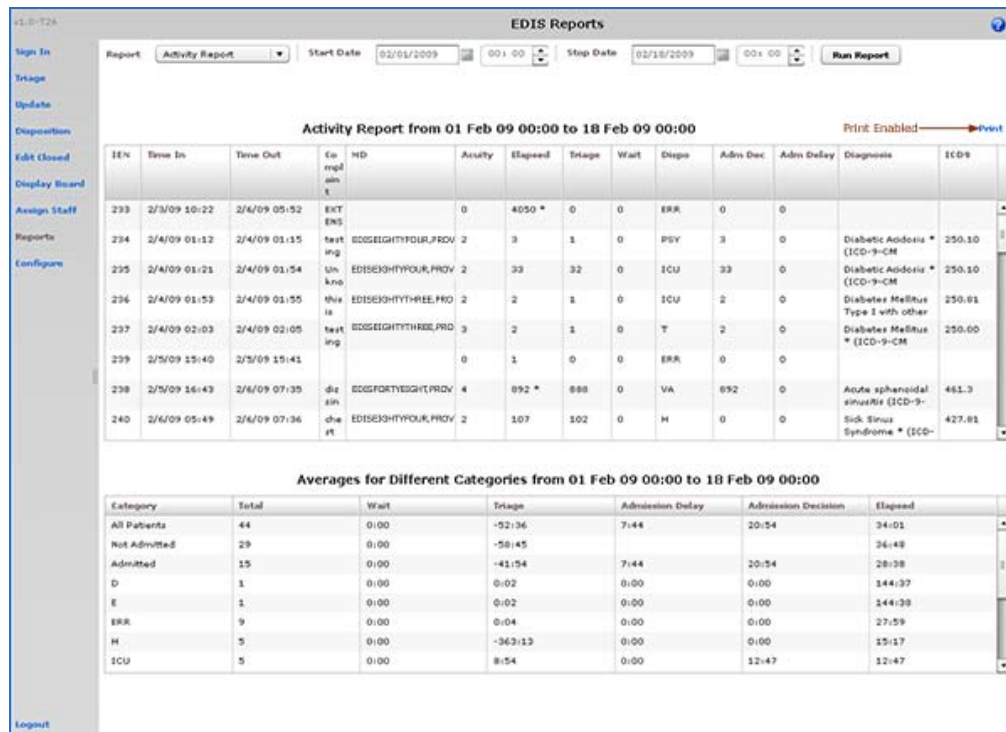 v1.0-T26 EDIS Reports ?
Sign In
Triage
Update
Disposition
Edit Closed
Display Board
Assign Staff
Reports
Configure
Logout
Report Activity Report Start Date 02/01/2009 00: 00 Stop Date 02/18/2009 00: 00 Run Report
Activity Report from 01 Feb 09 00:00 to 18 Feb 09 00:00 Print Enabled Print
IEN Time In Time Out Complaint MD Acuity Elapsed Triage Wait Dispo Adm Dec Adm Delay Diagnosis ICD9
233 2/3/09 10:22 2/6/09 05:52 EXT ENS 0 4050 * 0 0 ERR 0 0
234 2/4/09 01:12 2/4/09 01:15 test ing EDISEIGHTYFOUR,PROV 2 3 1 0 PSY 3 0 Diabetic Acidosis * (ICD-9-CM 250.10
235 2/4/09 01:21 2/4/09 01:54 Un kno EDISEIGHTYFOUR,PROV 2 33 32 0 ICU 33 0 Diabetic Acidosis * (ICD-9-CM 250.10
236 2/4/09 01:53 2/4/09 01:55 this is EDISEIGHTYTHREE,PRO 2 2 1 0 ICU 2 0 Diabetes Mellitus Type I with other 250.81
237 2/4/09 02:03 2/4/09 02:05 test ing EDISEIGHTYTHREE,PRO 3 2 1 0 T 2 0 Diabetes Mellitus * (ICD-9-CM 250.00
239 2/5/09 15:40 2/5/09 15:41 0 1 0 0 ERR 0 0
238 2/5/09 16:43 2/6/09 07:35 diz zin EDISFORTYEIGHT,PROV 4 892 * 888 0 VA 892 0 Acute sphenoidal sinusitis (ICD-9- 461.3
240 2/6/09 05:49 2/6/09 07:36 che st EDISEIGHTYFOUR,PROV 2 107 102 0 H 0 0 Sick Sinus Syndrome * (ICD- 427.81
Averages for Different Categories from 01 Feb 09 00:00 to 18 Feb 09 00:00
Category Total Wait Triage Admission Delay Admission Decision Elapsed
All Patients 44 0:00 -52:36 7:44 20:54 34:01
Not Admitted 29 0:00 -58:45 36:48
Admitted 15 0:00 -41:54 7:44 20:54 28:38
D 1 0:00 0:02 0:00 0:00 144:37
E 1 0:00 0:02 0:00 0:00 144:38
ERR 9 0:00 0:04 0:00 0:00 27:59
H 5 0:00 -363:13 0:00 0:00 15:17
ICU 5 0:00 8:54 0:00 12:47 12:47